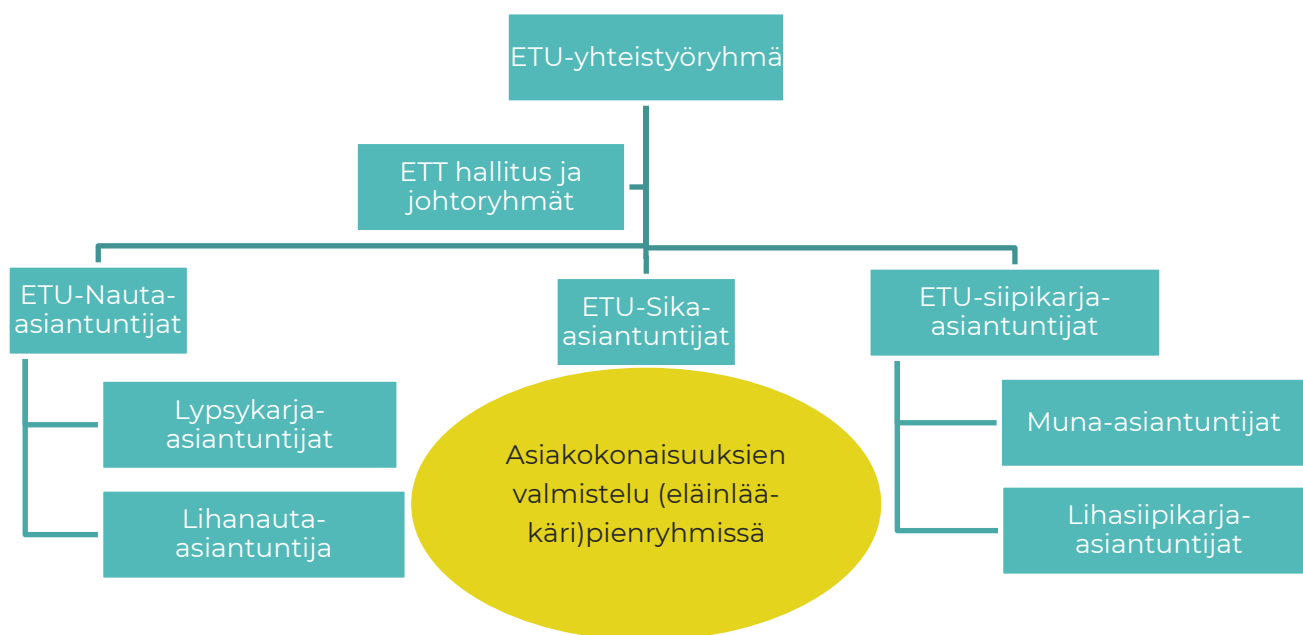 ETU-yhteistyöryhmä
ETT hallitus ja
johtoryhmät
ETU-Nauta-
asiantuntijat
ETU-Sika-
asiantuntijat
ETU-siipikarja-
asiantuntijat
Lypsykarja-
asiantuntijat
Lihanauta-
asiantuntija
Asiakokonaisuuksien
valmistelu (eläinlää-
käri)pienryhmissä
Muna-asiantuntijat
Lihasiipikarja-
asiantuntijat